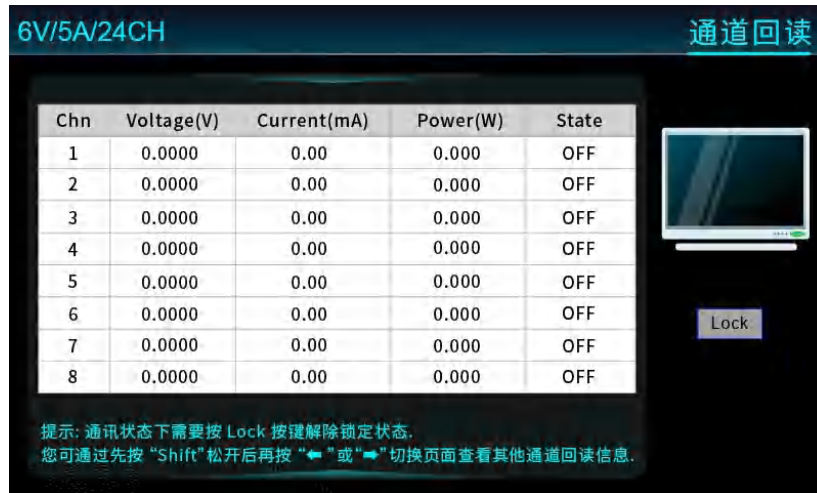 6V/5A/24CH
通道回读
Chn Voltage(V) Current(mA) Power(W) State
1 0.0000 0.00 0.000 OFF
2 0.0000 0.00 0.000 OFF
3 0.0000 0.00 0.000 OFF
4 0.0000 0.00 0.000 OFF
5 0.0000 0.00 0.000 OFF
6 0.0000 0.00 0.000 OFF
7 0.0000 0.00 0.000 OFF
8 0.0000 0.00 0.000 OFF
Lock
提示: 通讯状态下需要按 Lock 按键解除锁定状态.
您可通过先按 “Shift”松开后再按 “⬅”或“➡”切换页面查看其他通道回读信息.